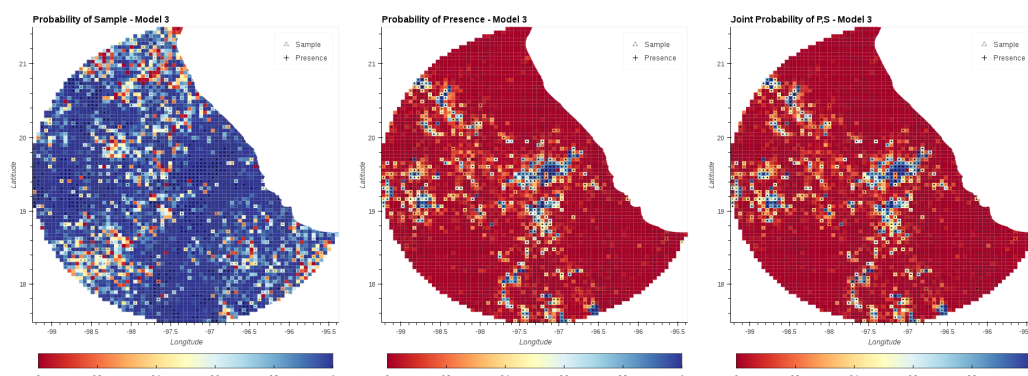 Probability of Sample - Model 3
Probability of Presence - Model 3
Joint Probability of P,S - Model 3
Sample
Presence
Sample
Presence
Sample
Presence
21
20
19
18
Latitude
-99 -98.5 -98 -97.5 -97 -96.5 -96 -95.5
Longitude
21
20
19
18
Latitude
-99 -98.5 -98 -97.5 -97 -96.5 -96 -95.5
Longitude
21
20
19
18
Latitude
-99 -98.5 -98 -97.5 -97 -96.5 -96
Longitude